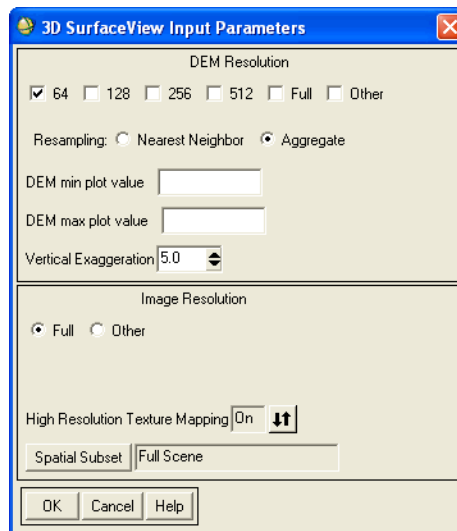 3D SurfaceView Input Parameters
DEM Resolution
64 128 256 512 Full Other
Resampling: Nearest Neighbor Aggregate
DEM min plot value
DEM max plot value
Vertical Exaggeration 5.0
Image Resolution
Full Other
High Resolution Texture Mapping On
Spatial Subset Full Scene
OK Cancel Help